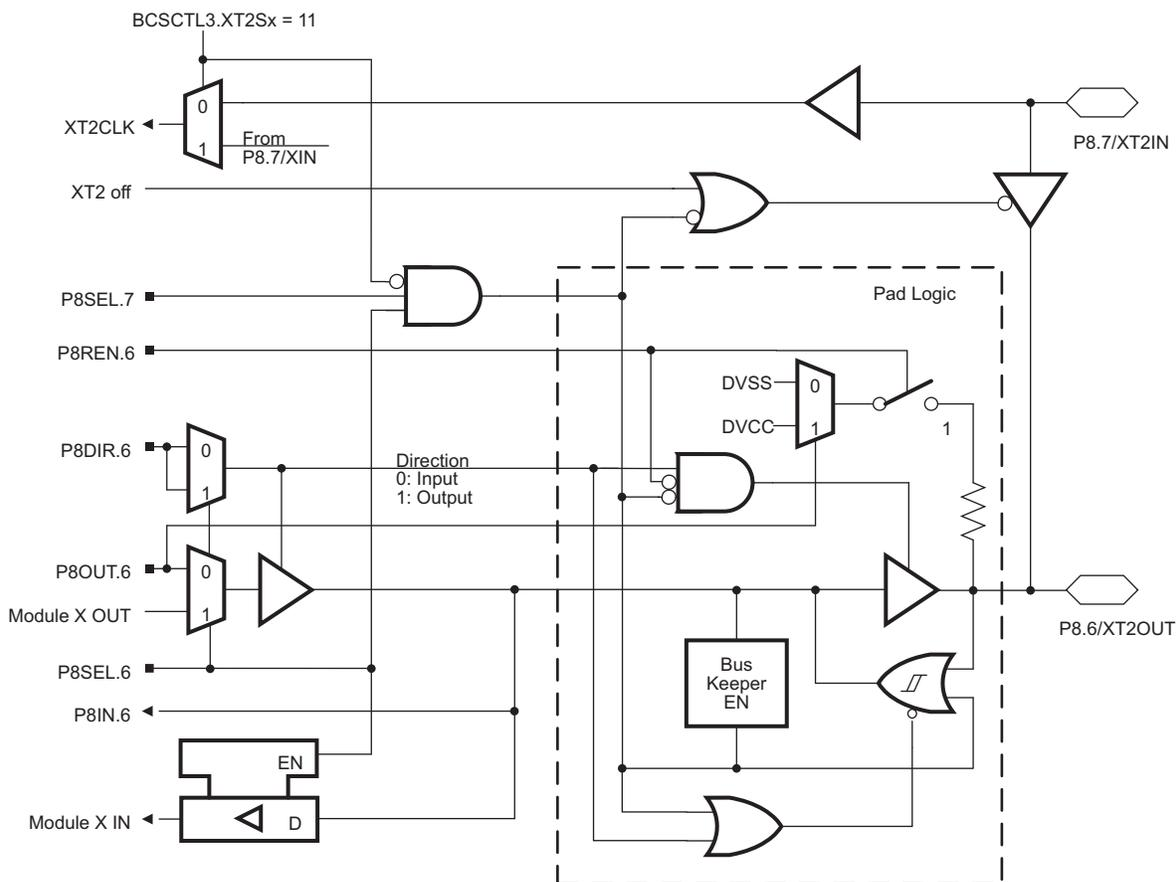 BCSCTL3.XT2Sx = 11
0
XT2CLK
1
From
P8.7/XIN
P8.7/XT2IN
XT2 off
P8SEL.7
Pad Logic
P8REN.6
DVSS
0
DVCC
1
1
P8DIR.6
0
1
Direction
0: Input
1: Output
P8OUT.6
0
Module X OUT
1
P8.6/XT2OUT
P8SEL.6
Bus
Keeper
EN
P8IN.6
EN
Module X IN
D